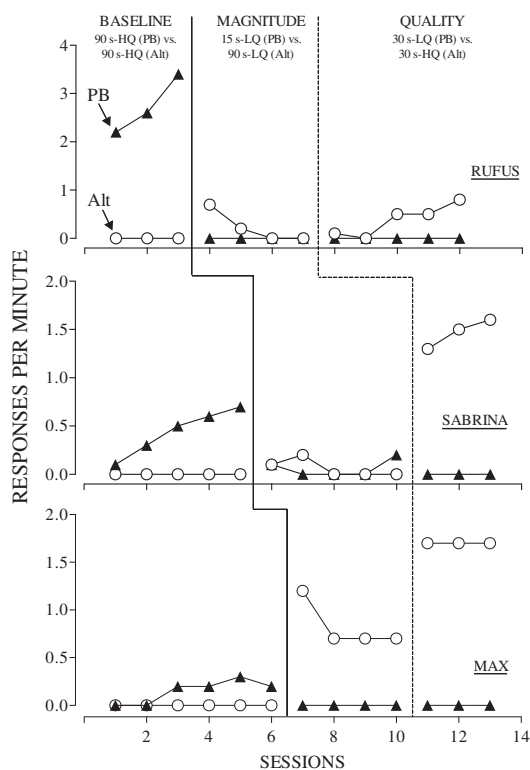 BASELINE
90 s-HQ (PB) vs.
90 s-HQ (Alt)
MAGNITUDE
15 s-LQ (PB) vs.
90 s-LQ (Alt)
QUALITY
30 s-LQ (PB) vs.
30 s-HQ (Alt)
4
PB
3
2
RUFUS
1
Alt
0
RESPONSES PER MINUTE
2.0
1.5
SABRINA
1.0
0.5
0.0
2.0
1.5
1.0
MAX
0.5
0.0
2 4 6 8 10 12 14
SESSIONS